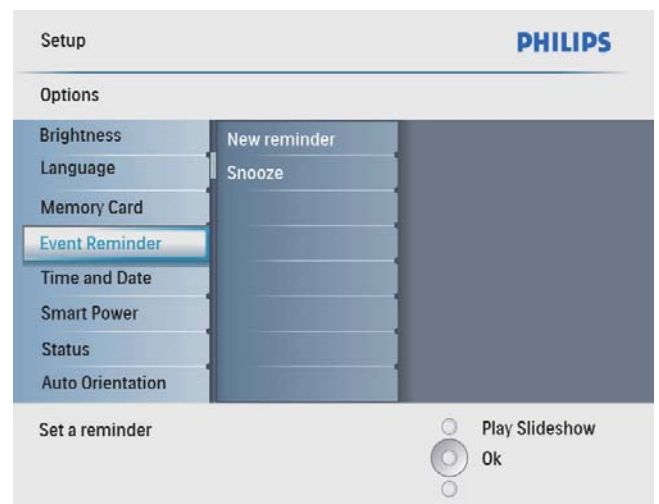 Setup
PHILIPS
Options
Brightness
Language
Memory Card
Event Reminder
Time and Date
Smart Power
Status
Auto Orientation
New reminder
Snooze
Set a reminder
Play Slideshow
Ok